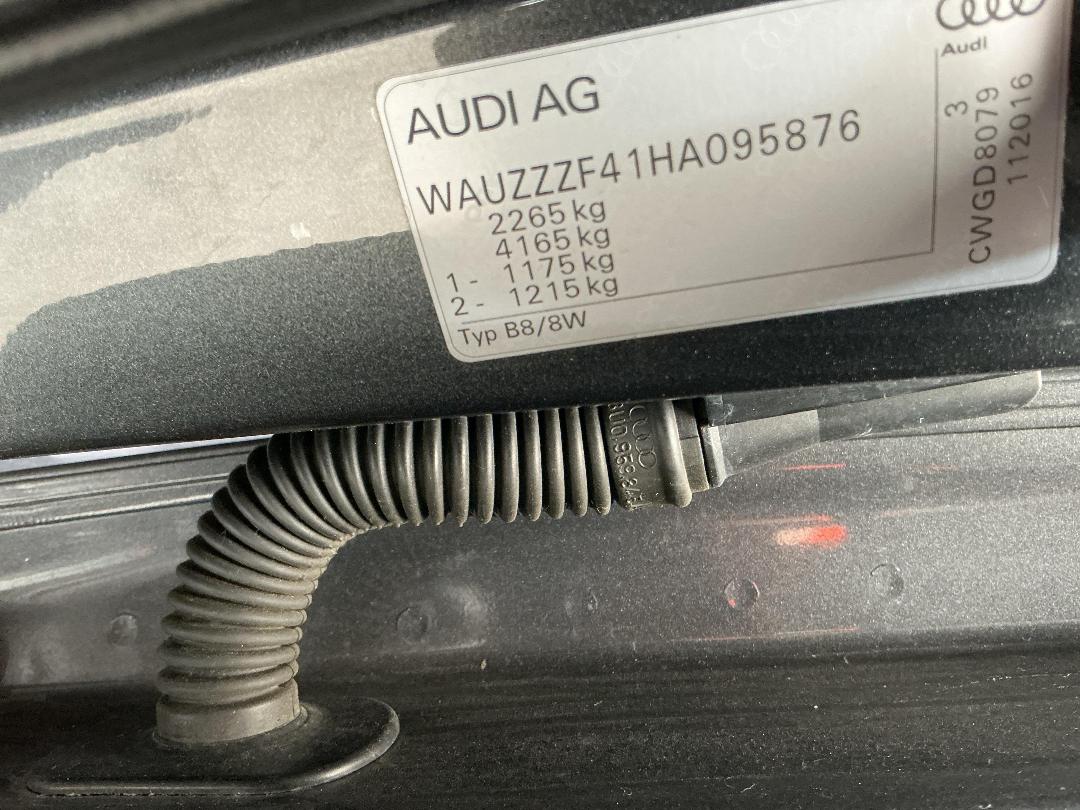 AUDI AG
WAUZZZF41HA095876
2265 kg
4165 kg
1 - 1175 kg
2 - 1215 kg
Typ B8/8W
Audi
3
CWGD8079
112016